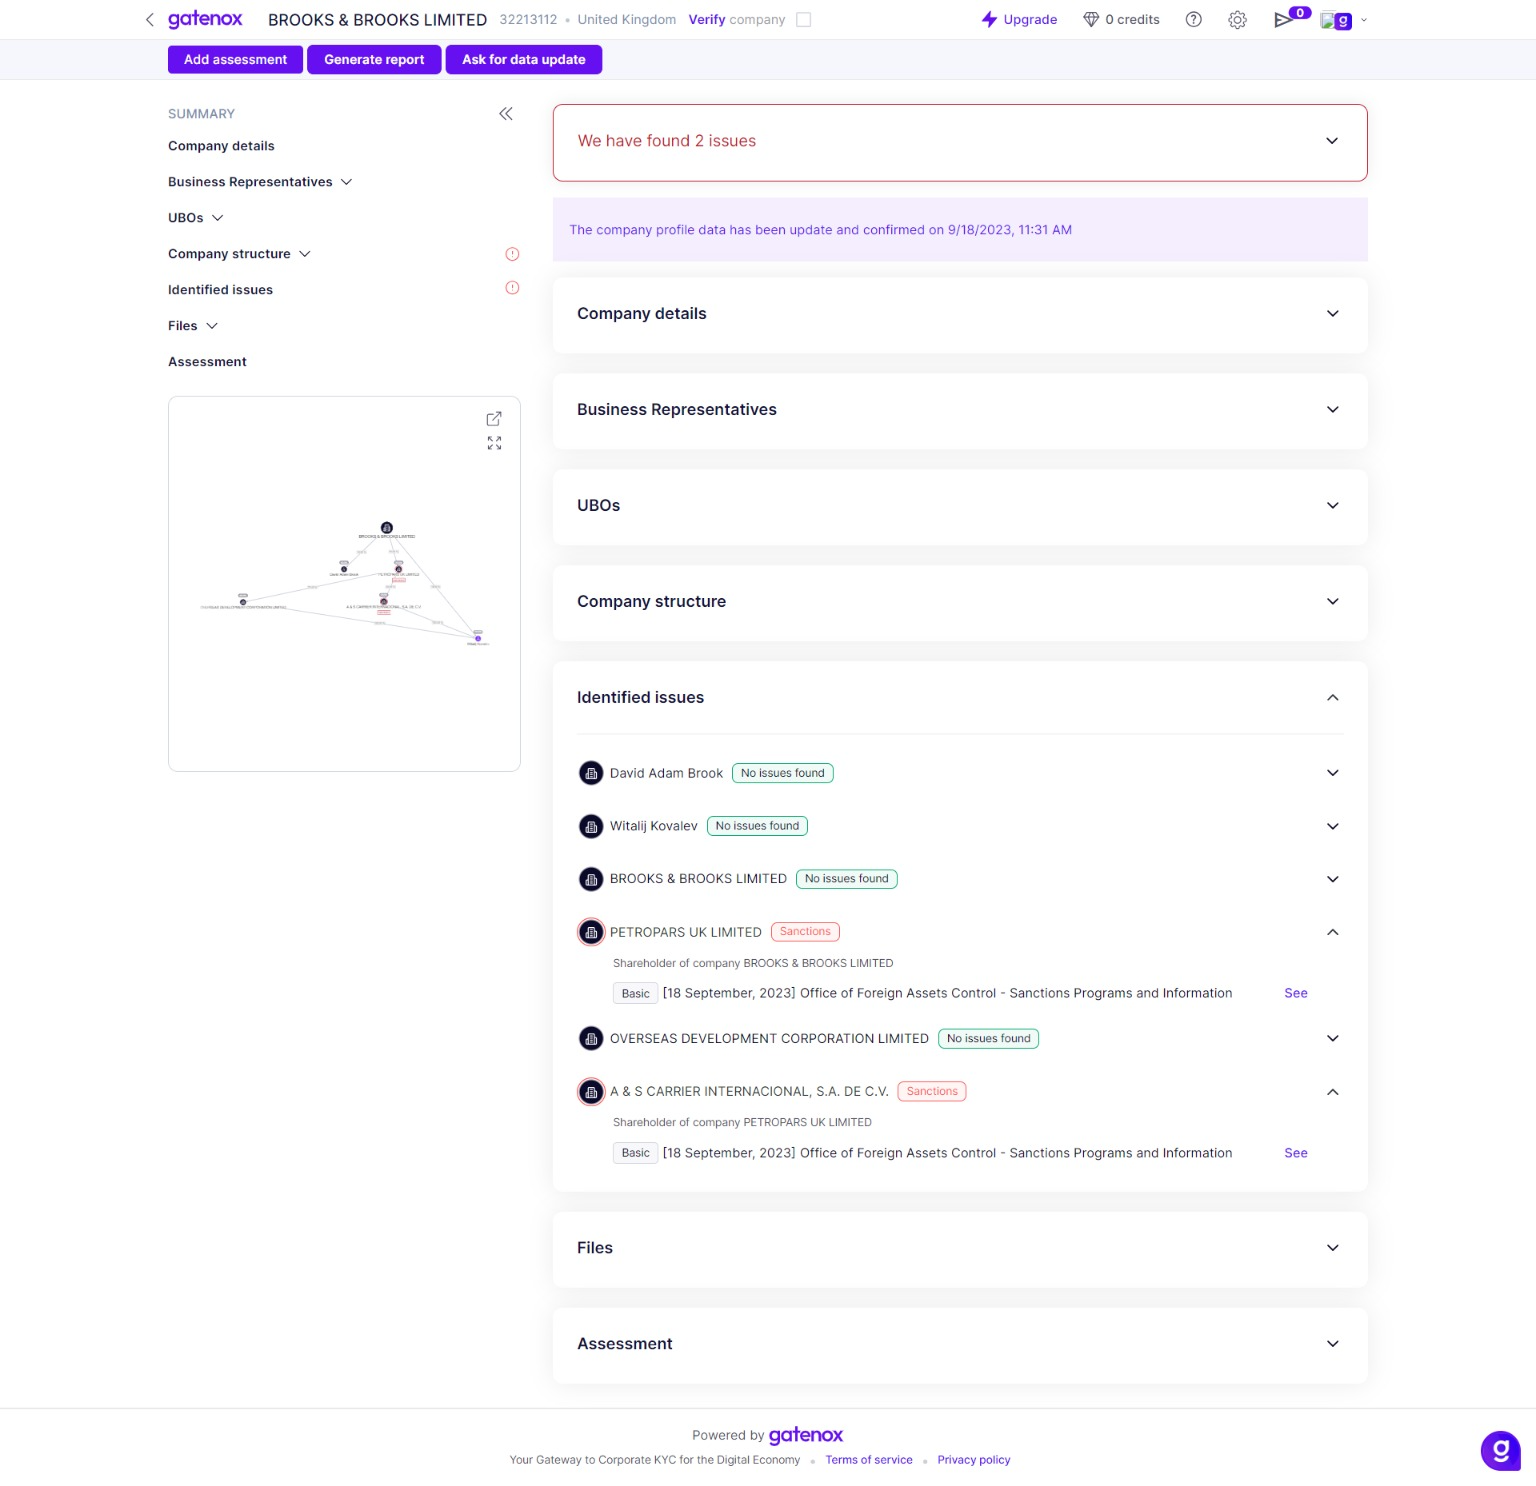 gatenox BROOKS & BROOKS LIMITED 32213112 • United Kingdom Verify company Upgrade 0 credits 0 g
Add assessment Generate report Ask for data update
SUMMARY
Company details
Business Representatives
UBOs
Company structure
Identified issues
Files
Assessment
BROOKS & BROOKS LIMITED
We have found 2 issues
The company profile data has been update and confirmed on 9/18/2023, 11:31 AM
Company details
Business Representatives
UBOs
Company structure
Identified issues
David Adam Brook No issues found
Witalij Kovalev No issues found
BROOKS & BROOKS LIMITED No issues found
PETROPARS UK LIMITED Sanctions
Shareholder of company BROOKS & BROOKS LIMITED
Basic [18 September, 2023] Office of Foreign Assets Control - Sanctions Programs and Information See
OVERSEAS DEVELOPMENT CORPORATION LIMITED No issues found
A & S CARRIER INTERNACIONAL, S.A. DE C.V. Sanctions
Shareholder of company PETROPARS UK LIMITED
Basic [18 September, 2023] Office of Foreign Assets Control - Sanctions Programs and Information See
Files
Assessment
Powered by gatenox
Your Gateway to Corporate KYC for the Digital Economy • Terms of service • Privacy policy
g